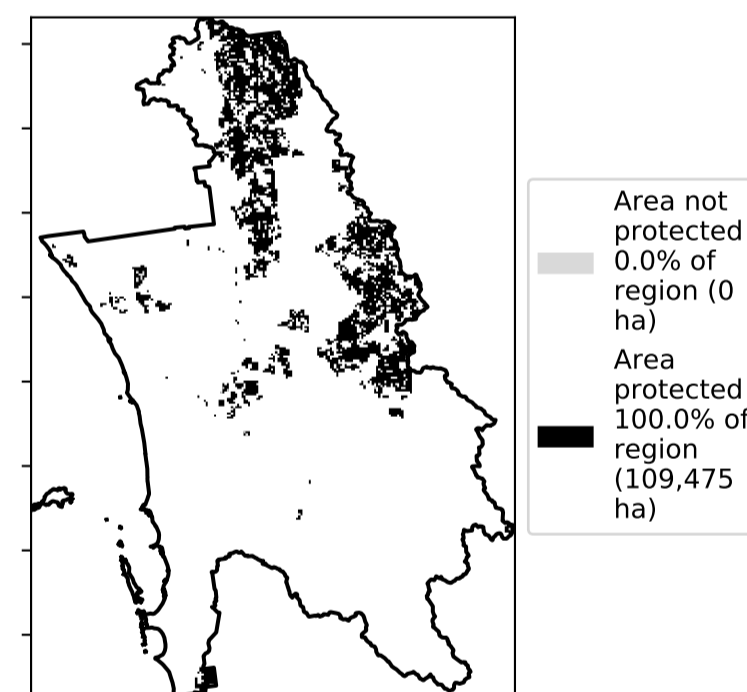 Area not
protected
0.0% of
region (0
ha)
Area
protected
100.0% of
region
(109,475
ha)